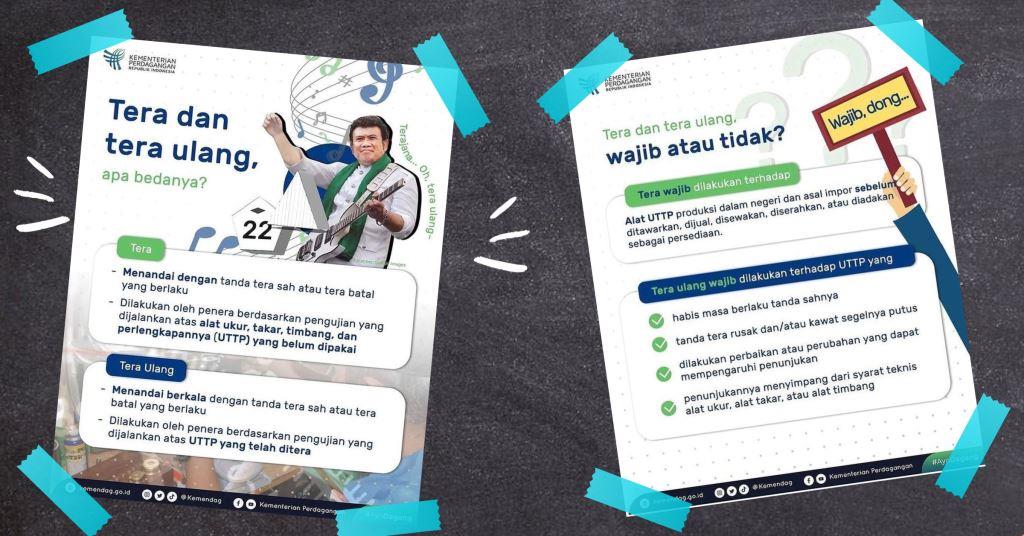 KEMENTERIAN
PERDAGANGAN
REPUBLIK INDONESIA
Tera dan
tera ulang,
apa bedanya?
Terajana... Oh, tera ulang~
22
Tera
- Menandai dengan tanda tera sah atau tera batal
yang berlaku
- Dilakukan oleh penera berdasarkan pengujian yang
dijalankan atas alat ukur, takar, timbang, dan
perlengkapannya (UTTP) yang belum dipakai
Tera Ulang
- Menandai berkala dengan tanda tera sah atau tera
batal yang berlaku
- Dilakukan oleh penera berdasarkan pengujian yang
dijalankan atas UTTP yang telah ditera
kemendag.go.id
@Kemendag
Kementerian Perdagangan
KEMENTERIAN
PERDAGANGAN
REPUBLIK INDONESIA
Tera dan tera ulang,
wajib atau tidak?
Wajib, dong...
Tera wajib dilakukan terhadap
Alat UTTP produksi dalam negeri dan asal impor sebelum
ditawarkan, dijual, disewakan, diserahkan, atau diadakan
sebagai persediaan.
Tera ulang wajib dilakukan terhadap UTTP yang
habis masa berlaku tanda sahnya
tanda tera rusak dan/atau kawat segelnya putus
dilakukan perbaikan atau perubahan yang dapat
mempengaruhi penunjukan
penunjukannya menyimpang dari syarat teknis
alat ukur, alat takar, atau alat timbang
kemendag.go.id
@Kemendag
Kementerian Perdagangan
#AyoDagang